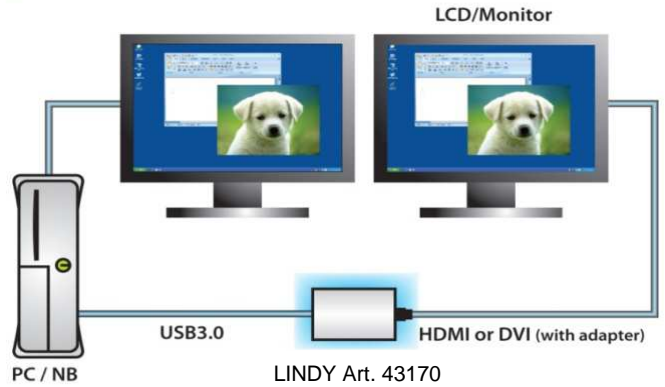 LCD/Monitor
USB3.0
HDMI or DVI (with adapter)
PC / NB
LINDY Art. 43170